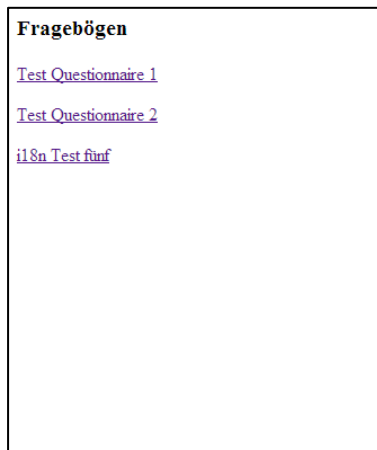 Fragebögen
Test Questionnaire 1
Test Questionnaire 2
i18n Test fünf